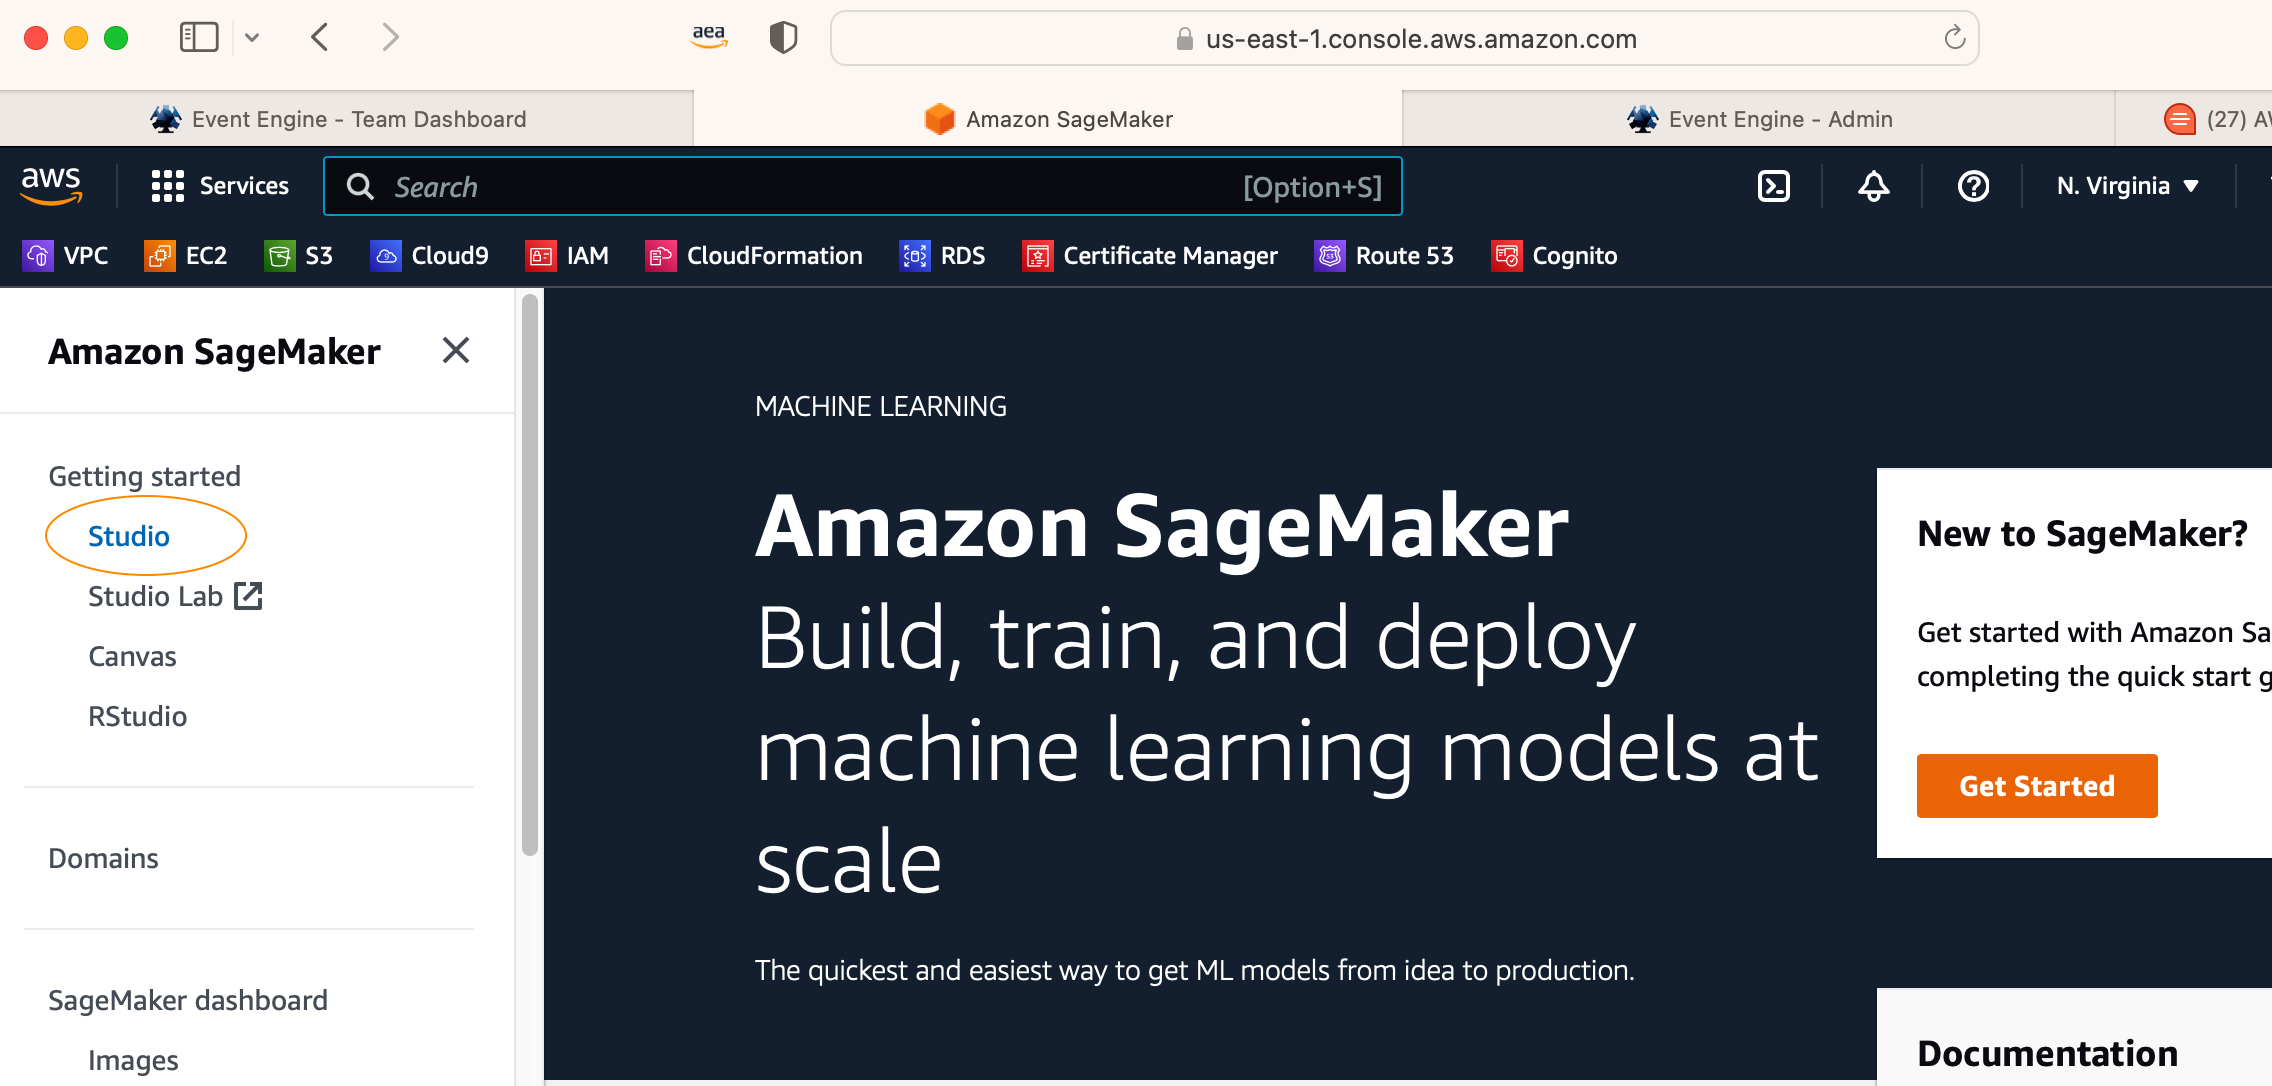 aea
us-east-1.console.aws.amazon.com
Event Engine - Team Dashboard
Amazon SageMaker
Event Engine - Admin
(27)
aws
Services
Search
[Option+S]
N. Virginia
VPC
EC2
S3
Cloud9
IAM
CloudFormation
RDS
Certificate Manager
Route 53
Cognito
Amazon SageMaker
Getting started
Studio
Studio Lab
Canvas
RStudio
Domains
SageMaker dashboard
Images
MACHINE LEARNING
Amazon SageMaker
Build, train, and deploy
machine learning models at
scale
The quickest and easiest way to get ML models from idea to production.
New to SageMaker?
Get started with Amazon Sa
completing the quick start g
Get Started
Documentation